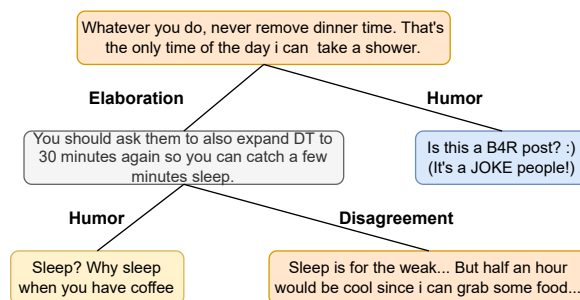 Whatever you do, never remove dinner time. That's
the only time of the day i can take a shower.
Elaboration
Humor
You should ask them to also expand DT to
30 minutes again so you can catch a few
minutes sleep.
Is this a B4R post? :)
(It's a JOKE people!)
Humor
Disagreement
Sleep? Why sleep
when you have coffee
Sleep is for the weak... But half an hour
would be cool since i can grab some food...